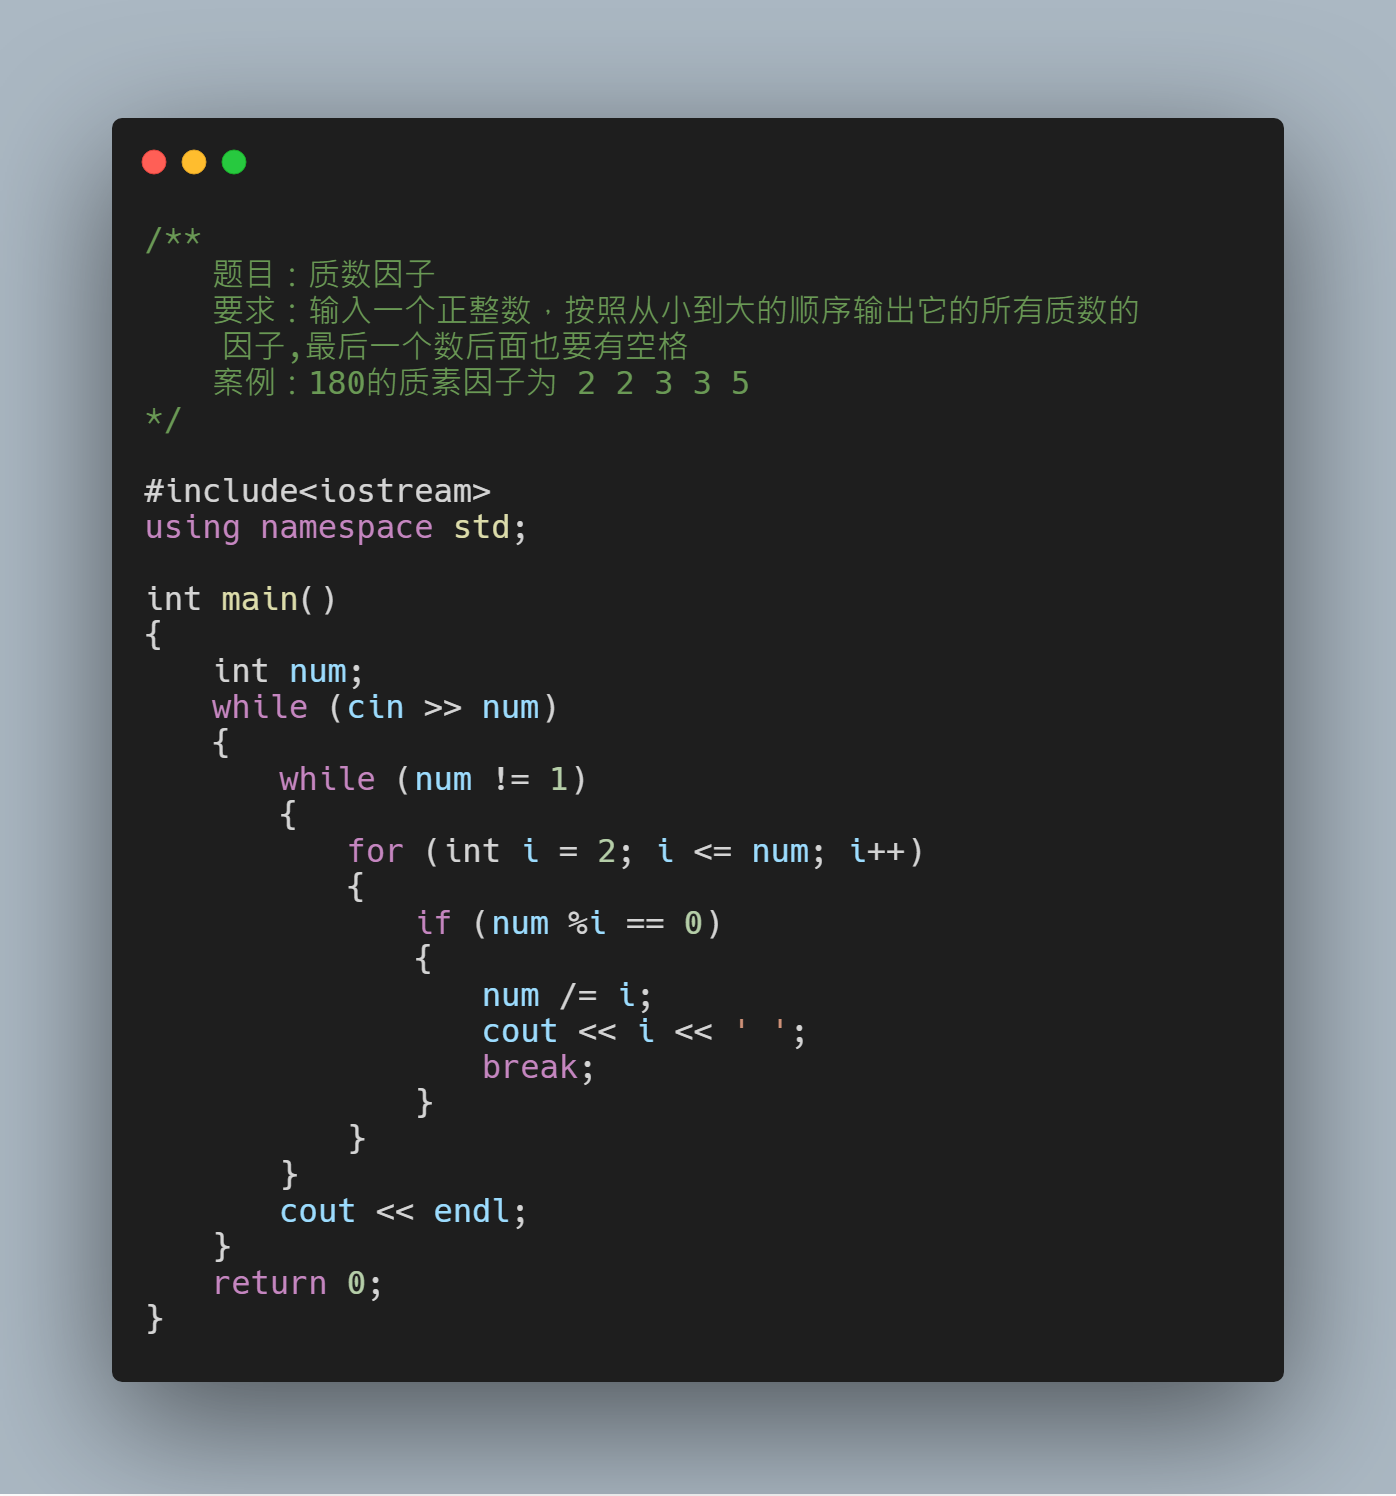 /**
    题目：质数因子
    要求：输入一个正整数，按照从小到大的顺序输出它的所有质数的
    因子,最后一个数后面也要有空格
    案例：180的质素因子为 2 2 3 3 5
*/

#include<iostream>
using namespace std;

int main()
{
    int num;
    while (cin >> num)
    {
        while (num != 1)
        {
            for (int i = 2; i <= num; i++)
            {
                if (num %i == 0)
                {
                    num /= i;
                    cout << i << ' ';
                    break;
                }
            }
        }
        cout << endl;
    }
    return 0;
}